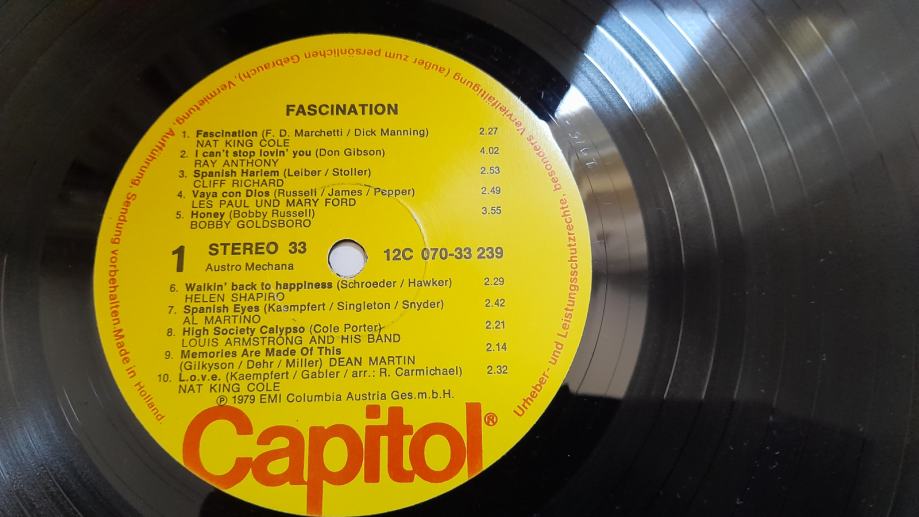 FASCINATION
1. Fascination (F. D. Marchetti / Dick Manning) 2.27
NAT KING COLE
2. I can't stop lovin' you (Don Gibson) 4.02
RAY ANTHONY
3. Spanish Harlem (Leiber / Stoller) 2.53
CLIFF RICHARD
4. Vaya con Dios (Russell / James / Pepper) 2.49
LES PAUL UND MARY FORD
5. Honey (Bobby Russell) 3.55
BOBBY GOLDSBORO
1 STEREO 33 12C 070-33 239
Austro Mechana
6. Walkin' back to happiness (Schroeder / Hawker) 2.29
HELEN SHAPIRO
7. Spanish Eyes (Kaempfert / Singleton / Snyder) 2.42
AL MARTINO
8. High Society Calypso (Cole Porter) 2.21
LOUIS ARMSTRONG AND HIS BAND
9. Memories Are Made Of This 2.14
(Gilkyson / Dehr / Miller) DEAN MARTIN
10. L.o.v.e. (Kaempfert / Gabler / arr.: R. Carmichael) 2.32
NAT KING COLE
℗ 1979 EMI Columbia Austria Ges.m.b.H.
Capitol®
Urheber- und Leistungsschutzrechte, besonders Vervielfältigung (außer zum persönlichen Gebrauch), Vermietung, Aufführung, Sendung vorbehalten·Made in Holland